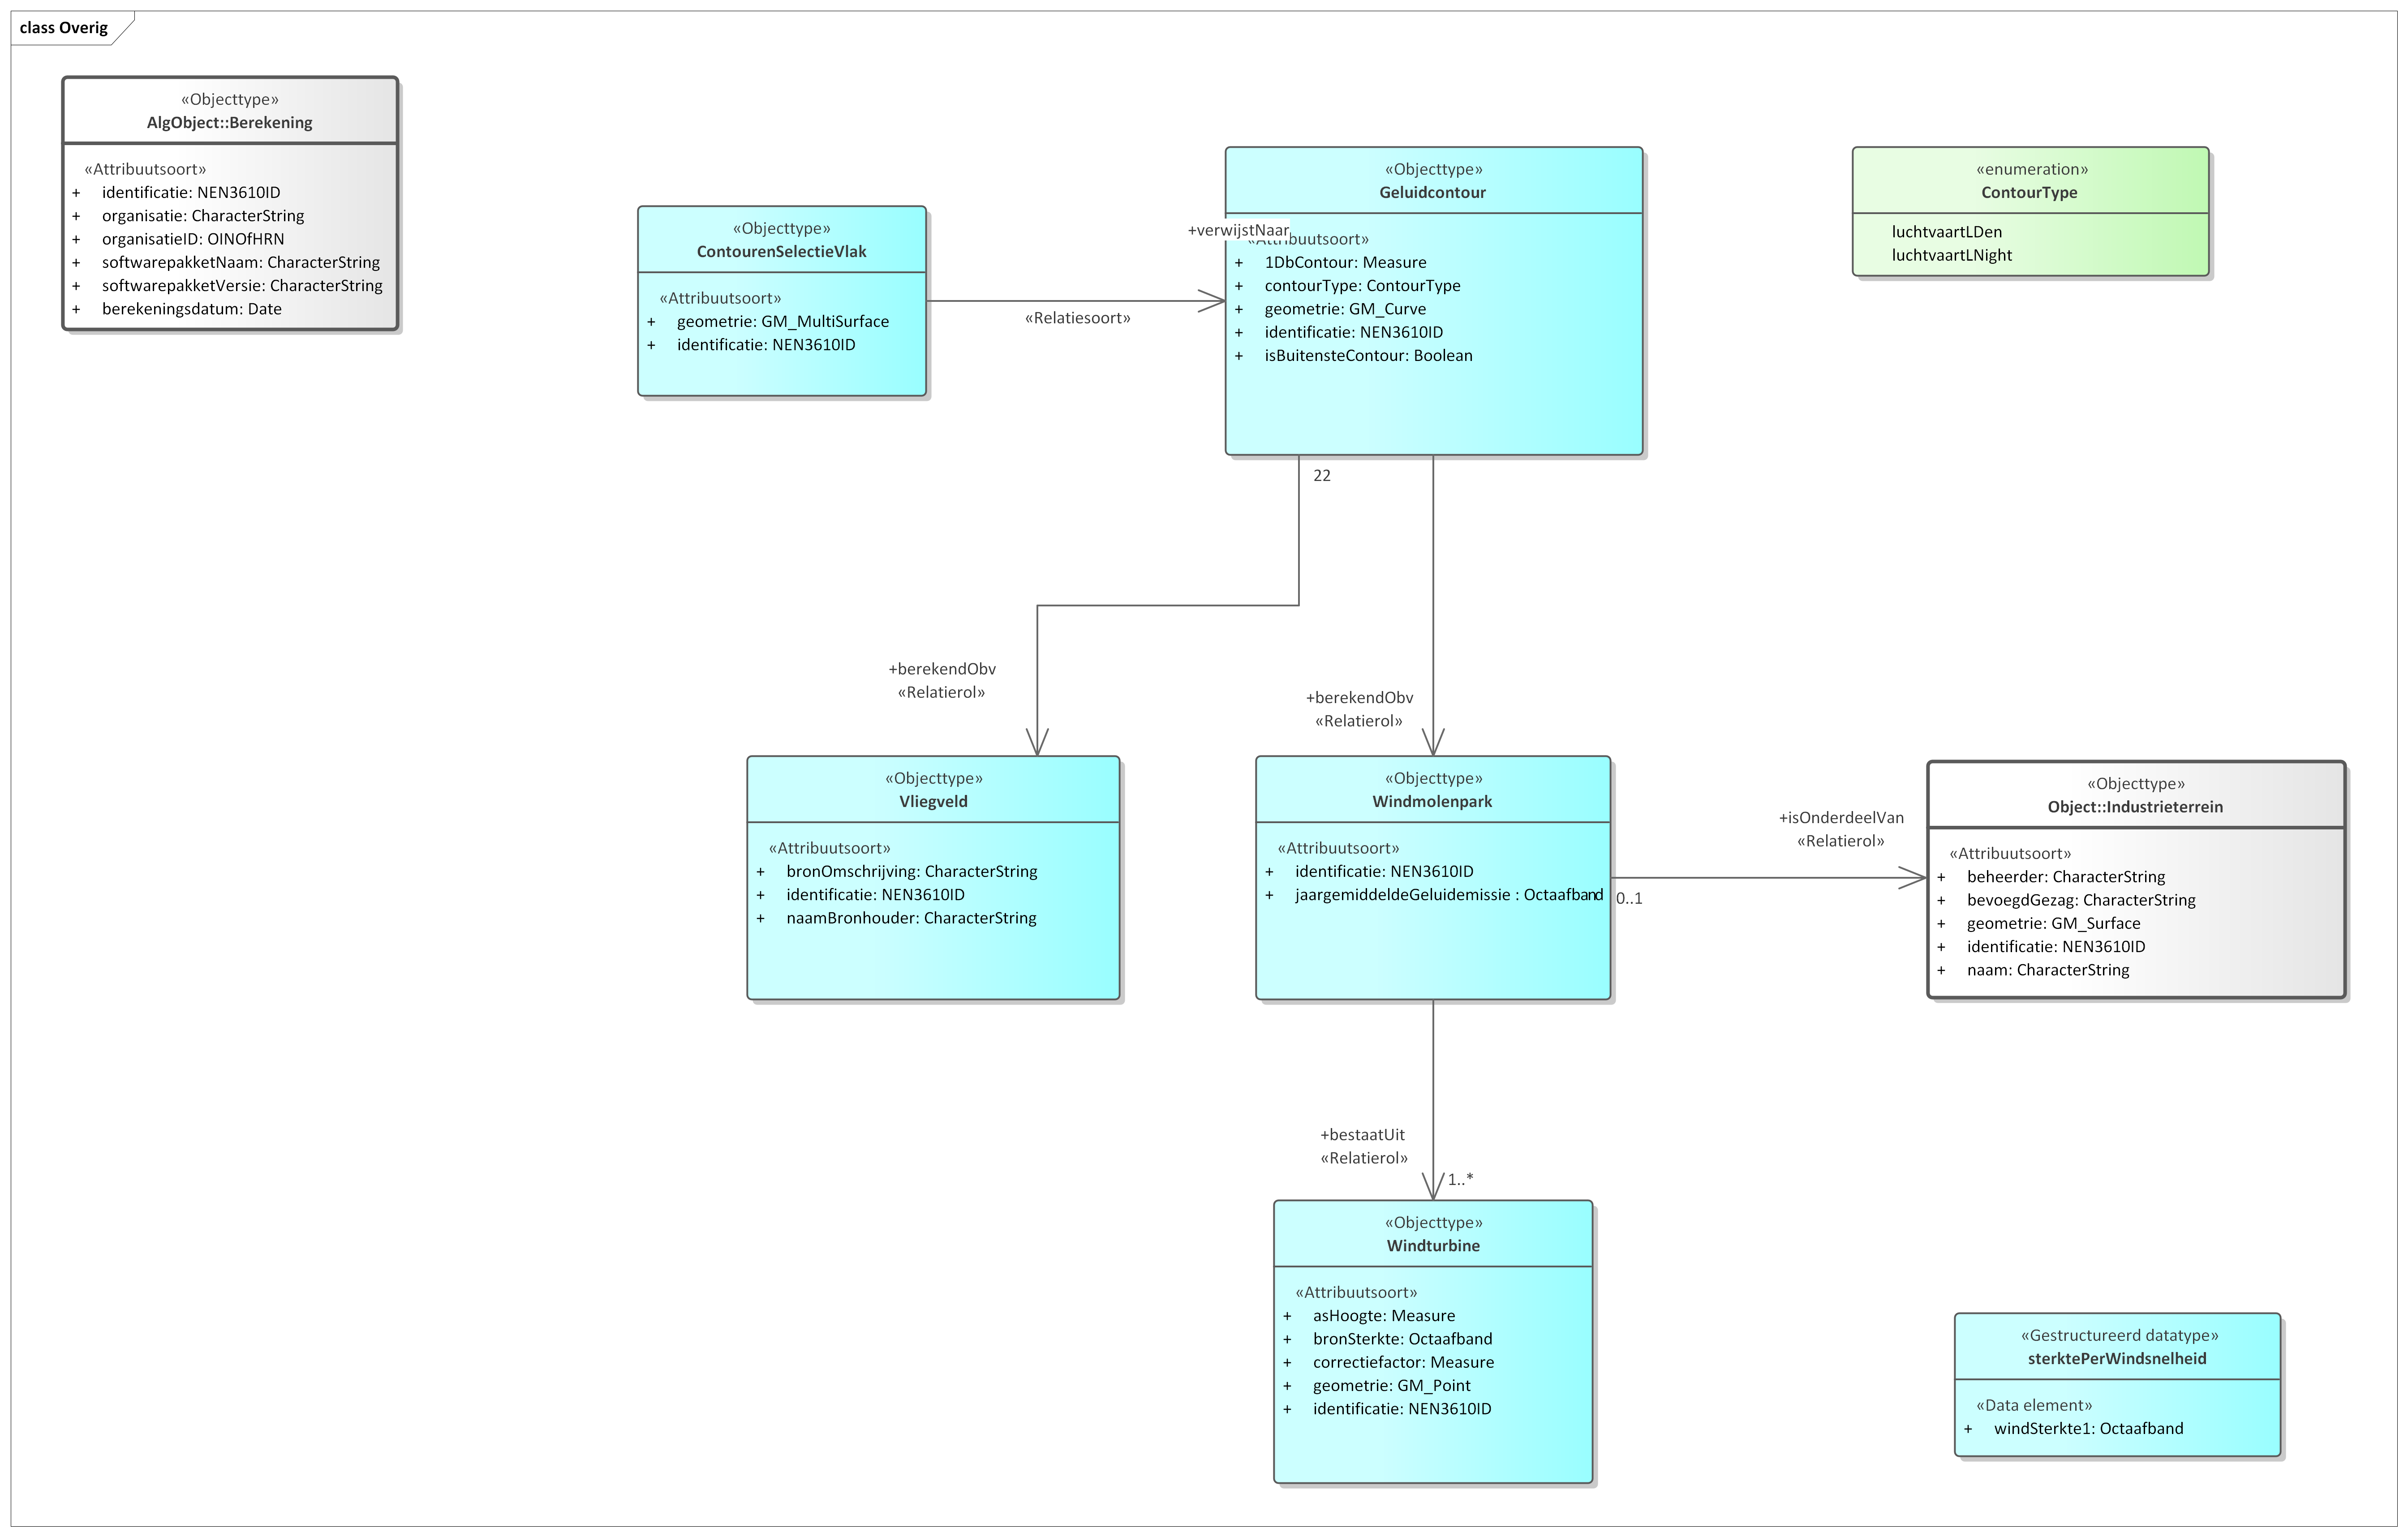 class Overig
«Objecttype»
AlgObject::Berekening
«Attribuutsoort»
+ identificatie: NEN3610ID
+ organisatie: CharacterString
+ organisatieID: OINOfHRN
+ softwarepakketNaam: CharacterString
+ softwarepakketVersie: CharacterString
+ berekeningsdatum: Date
«Objecttype»
ContourenSelectieVlak
«Attribuutsoort»
+ geometrie: GM_MultiSurface
+ identificatie: NEN3610ID
+verwijstNaar
«Relatiesoort»
«Objecttype»
Geluidcontour
«Attribuutsoort»
+ 1DbContour: Measure
+ contourType: ContourType
+ geometrie: GM_Curve
+ identificatie: NEN3610ID
+ isBuitensteContour: Boolean
«enumeration»
ContourType
luchtvaartLDen
luchtvaartLNight
22
+berekendObv
«Relatierol»
+berekendObv
«Relatierol»
«Objecttype»
Vliegveld
«Attribuutsoort»
+ bronOmschrijving: CharacterString
+ identificatie: NEN3610ID
+ naamBronhouder: CharacterString
«Objecttype»
Windmolenpark
«Attribuutsoort»
+ identificatie: NEN3610ID
+ jaargemiddeldeGeluidemissie : Octaafband
+isOnderdeelVan
«Relatierol»
0..1
«Objecttype»
Object::Industrieterrein
«Attribuutsoort»
+ beheerder: CharacterString
+ bevoegdGezag: CharacterString
+ geometrie: GM_Surface
+ identificatie: NEN3610ID
+ naam: CharacterString
+bestaatUit
«Relatierol»
1..*
«Objecttype»
Windturbine
«Attribuutsoort»
+ asHoogte: Measure
+ bronSterkte: Octaafband
+ correctiefactor: Measure
+ geometrie: GM_Point
+ identificatie: NEN3610ID
«Gestructureerd datatype»
sterktePerWindsnelheid
«Data element»
+ windSterkte1: Octaafband